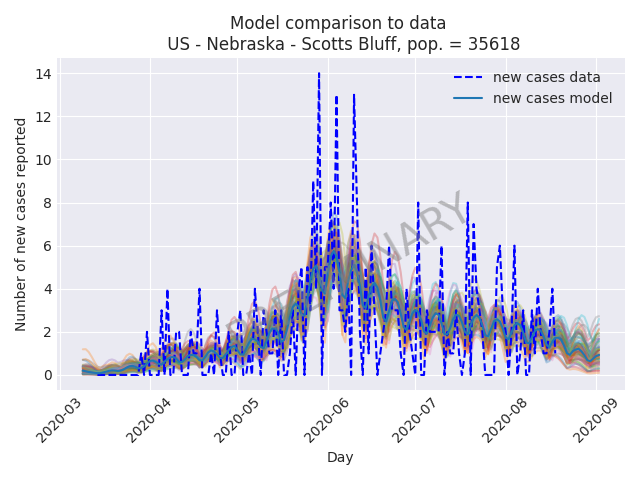 Model comparison to data
US - Nebraska - Scotts Bluff, pop. = 35618
new cases data
new cases model
Number of new cases reported
14
12
10
8
6
4
2
0
2020-03
2020-04
2020-05
2020-06
2020-07
2020-08
2020-09
Day